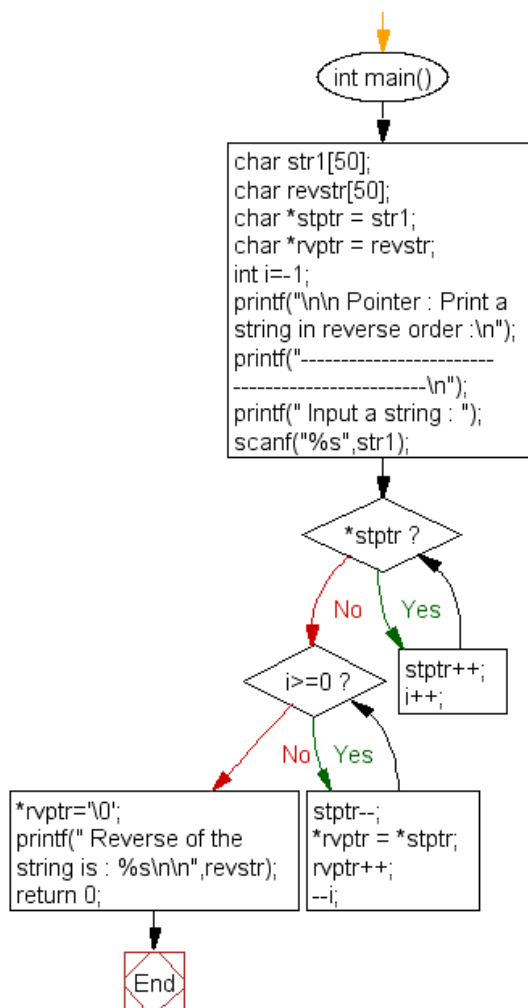 int main()
char str1[50];
char revstr[50];
char *stptr = str1;
char *rvptr = revstr;
int i=-1;
printf("\n\n Pointer : Print a
string in reverse order :\n");
printf("------------------------
------------------------\n");
printf(" Input a string : ");
scanf("%s",str1);
*stptr ?
No
Yes
stptr++;
i++;
i>=0 ?
No
Yes
*rvptr='\0';
printf(" Reverse of the
string is : %s\n\n",revstr);
return 0;
stptr--;
*rvptr = *stptr;
rvptr++;
--i;
End